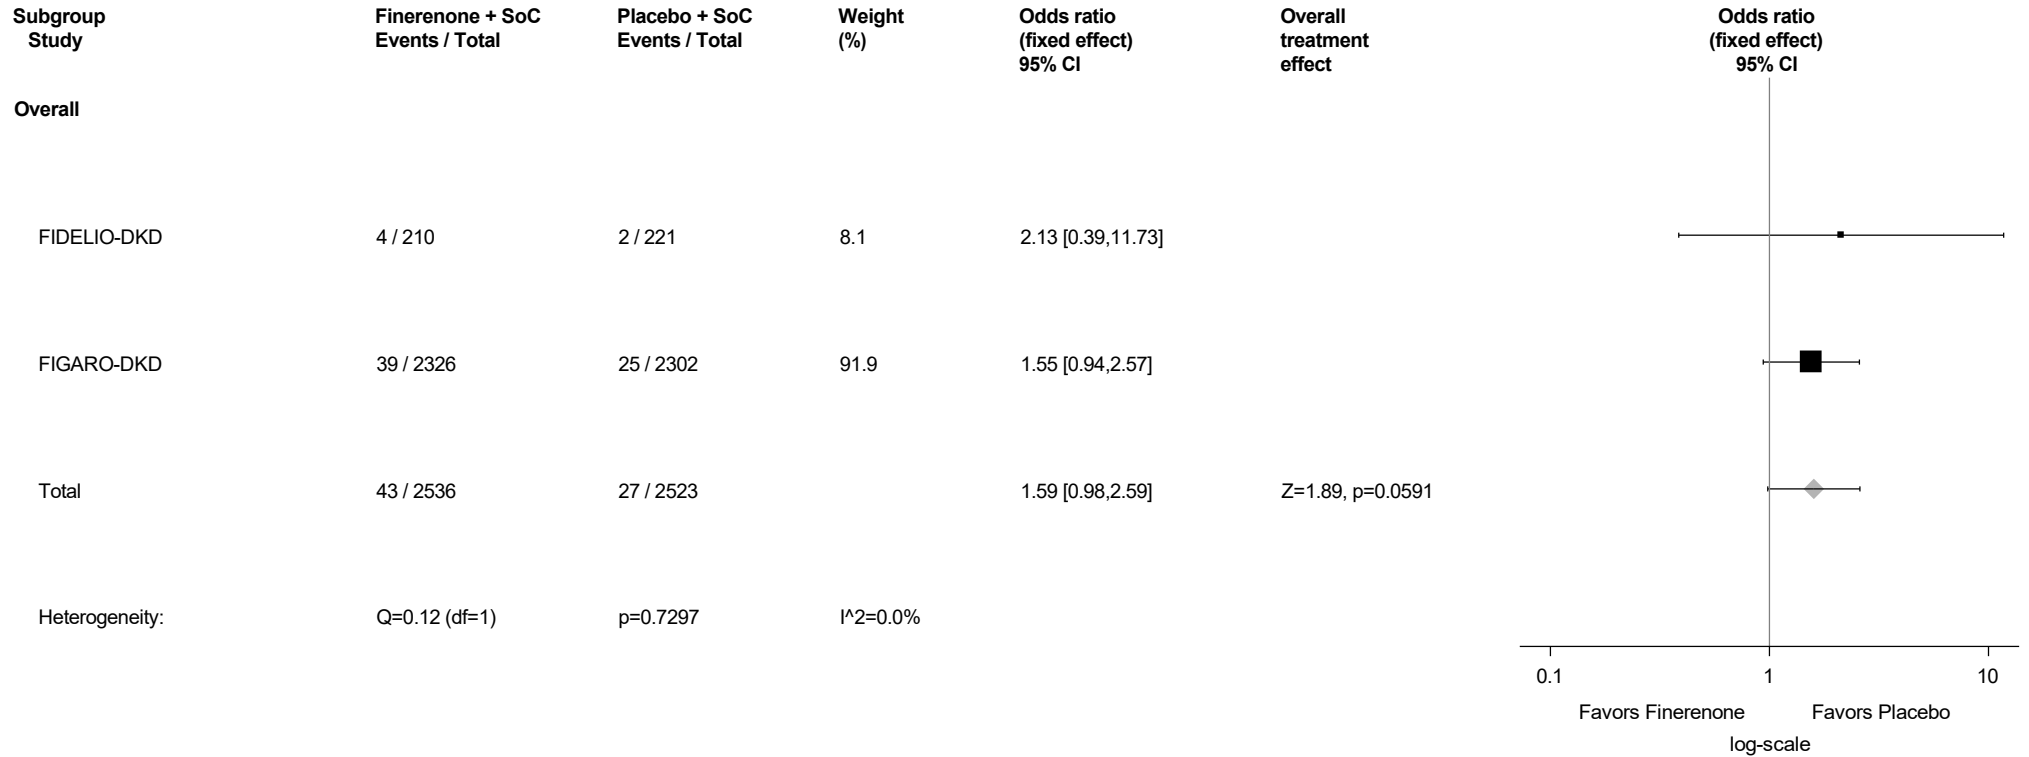 Subgroup Finerenone + SoC Placebo + SoC Weight Odds ratio Overall Odds ratio
Study Events / Total Events / Total (%) (fixed effect) treatment (fixed effect)
95% CI effect 95% CI
Overall
FIDELIO-DKD 4 / 210 2 / 221 8.1 2.13 [0.39,11.73]
FIGARO-DKD 39 / 2326 25 / 2302 91.9 1.55 [0.94,2.57]
Total 43 / 2536 27 / 2523 1.59 [0.98,2.59] Z=1.89, p=0.0591
Heterogeneity: Q=0.12 (df=1) p=0.7297 I^2=0.0%
0.1 1 10
Favors Finerenone Favors Placebo
log-scale